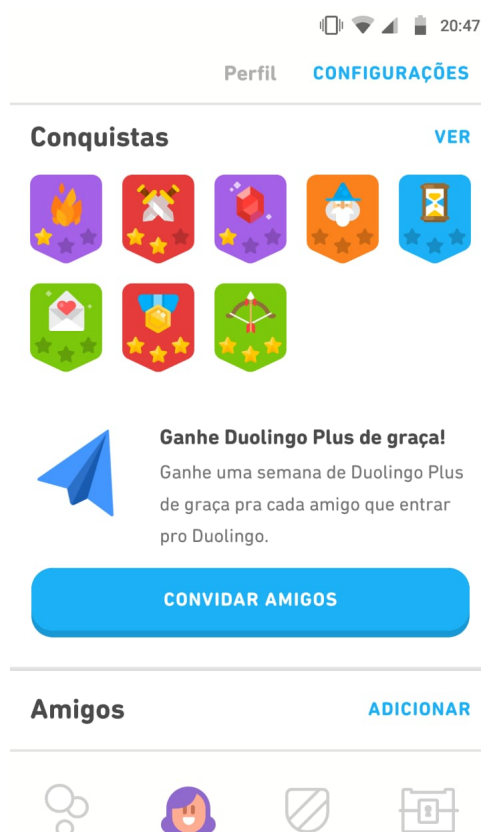 20:47
Perfil CONFIGURAÇÕES
Conquistas VER
Ganhe Duolingo Plus de graça!
Ganhe uma semana de Duolingo Plus
de graça pra cada amigo que entrar
pro Duolingo.
CONVIDAR AMIGOS
Amigos ADICIONAR